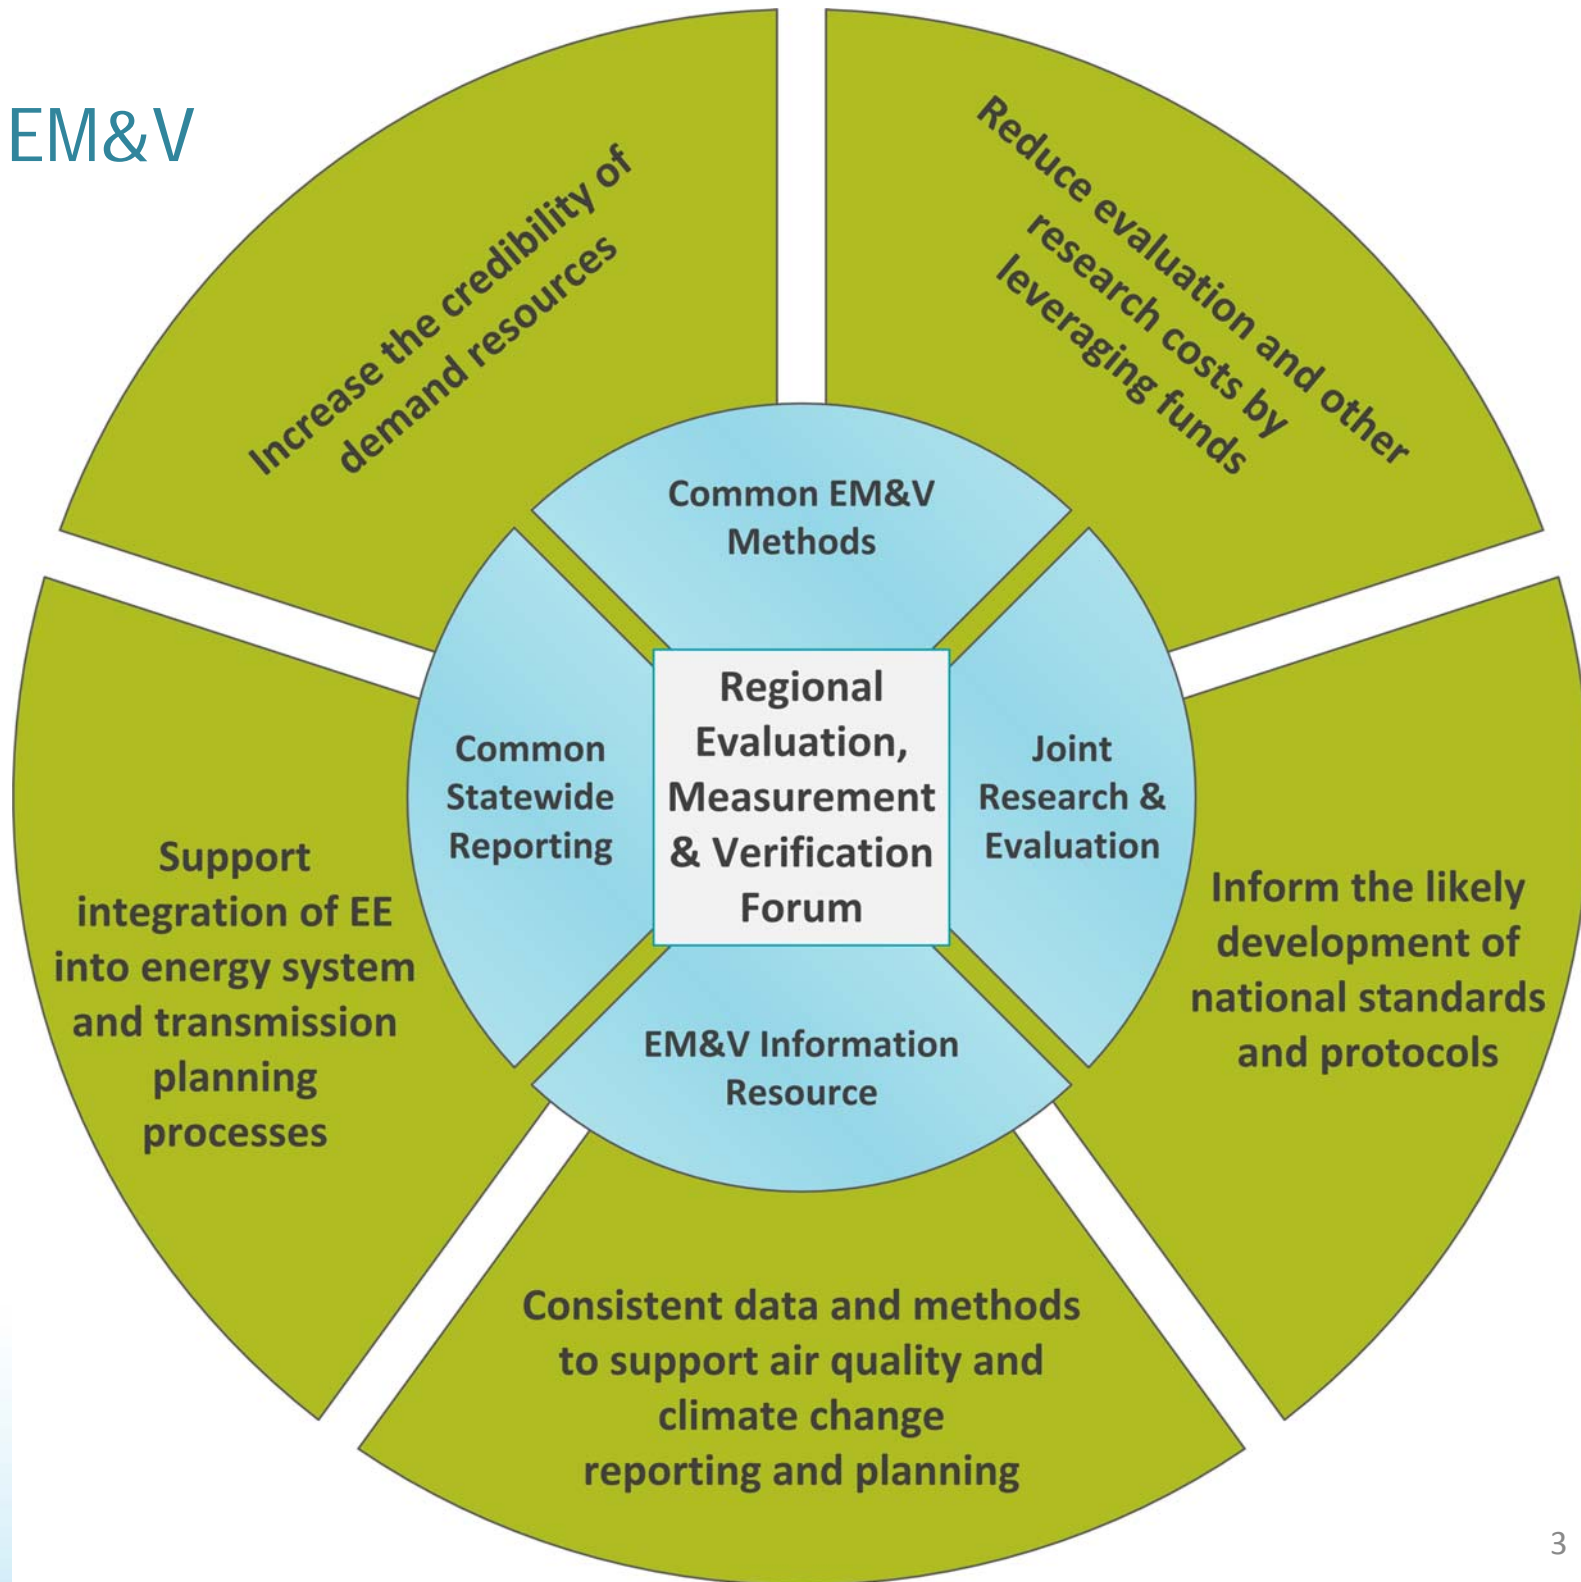 EM&V
Increase the credibility of
demand resources
Reduce evaluation and other
research costs by
leveraging funds
Common EM&V
Methods
Common
Statewide
Reporting
Regional
Evaluation,
Measurement
& Verification
Forum
Joint
Research &
Evaluation
EM&V Information
Resource
Support
integration of EE
into energy system
and transmission
planning
processes
Inform the likely
development of
national standards
and protocols
Consistent data and methods
to support air quality and
climate change
reporting and planning
3